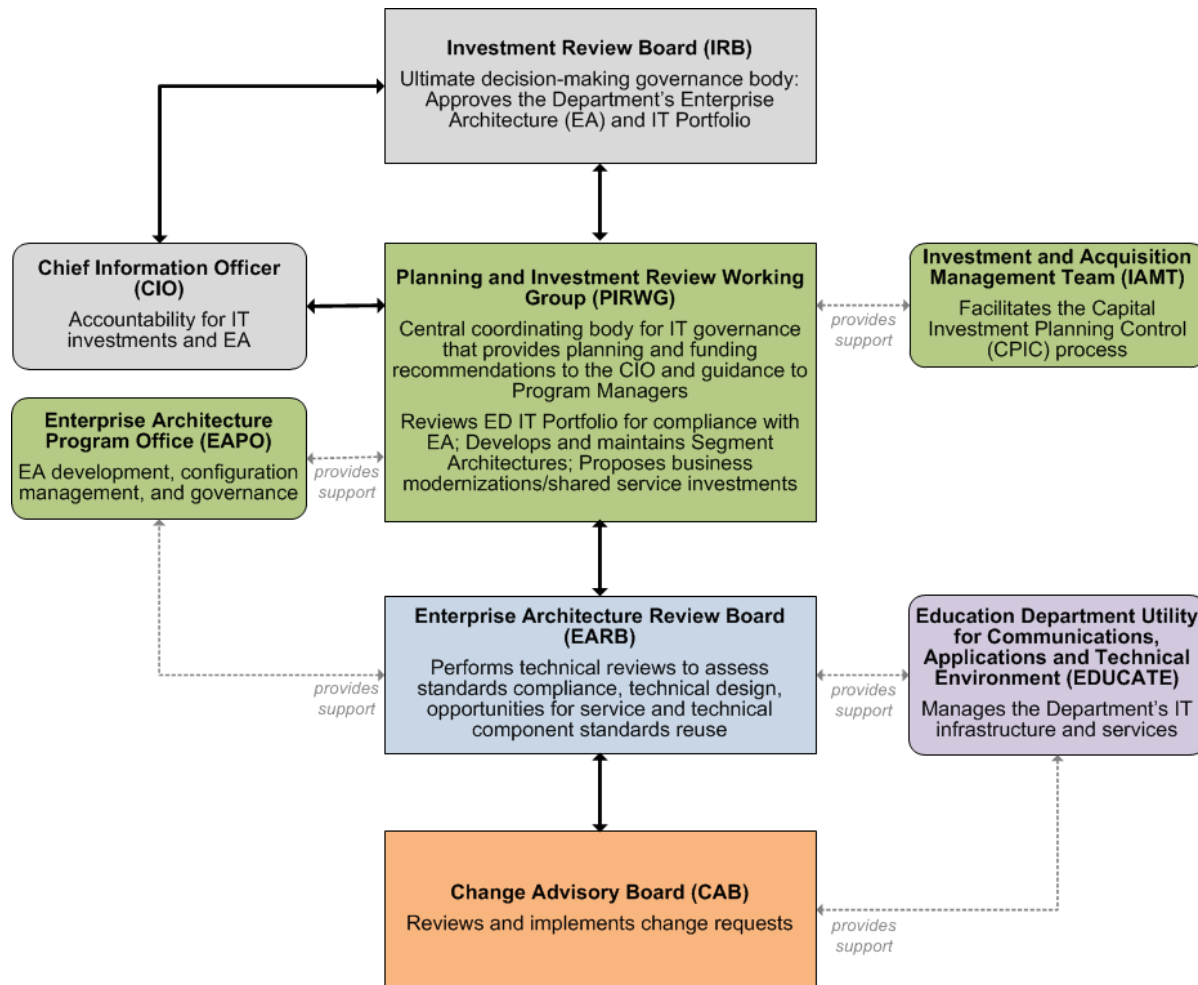 Investment Review Board (IRB)
Ultimate decision-making governance body:
Approves the Department's Enterprise
Architecture (EA) and IT Portfolio
Chief Information Officer
(CIO)
Accountability for IT
investments and EA
Planning and Investment Review Working
Group (PIRWG)
Central coordinating body for IT governance
that provides planning and funding
recommendations to the CIO and guidance to
Program Managers
Reviews ED IT Portfolio for compliance with
EA; Develops and maintains Segment
Architectures; Proposes business
modernizations/shared service investments
provides
support
Investment and Acquisition
Management Team (IAMT)
Facilitates the Capital
Investment Planning Control
(CPIC) process
Enterprise Architecture
Program Office (EAPO)
EA development, configuration
management, and governance
provides
support
Enterprise Architecture Review Board
(EARB)
Performs technical reviews to assess
standards compliance, technical design,
opportunities for service and technical
component standards reuse
provides
support
provides
support
Education Department Utility
for Communications,
Applications and Technical
Environment (EDUCATE)
Manages the Department's IT
infrastructure and services
Change Advisory Board (CAB)
Reviews and implements change requests
provides
support